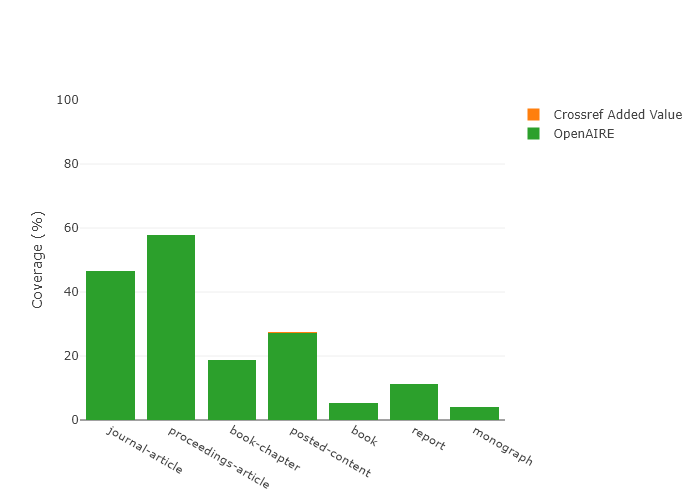 100
80
60
40
20
0
Coverage (%)
journal-article
proceedings-article
book-chapter
posted-content
book
report
monograph
Crossref Added Value
OpenAIRE